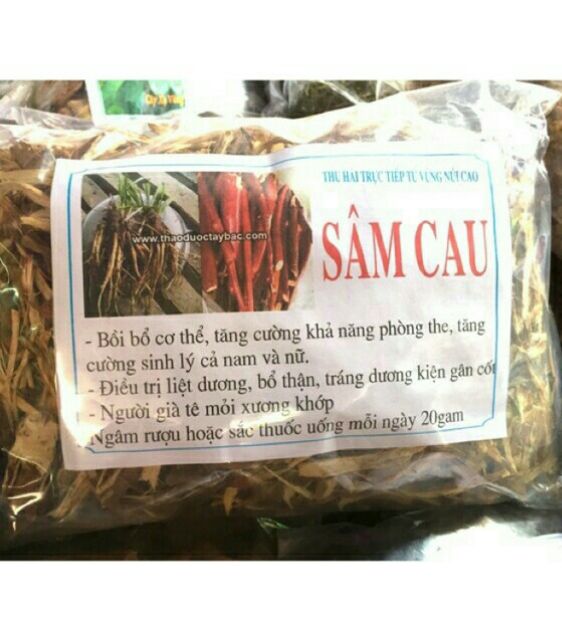 THU HÁI TRỰC TIẾP TỪ VÙNG NÚT CAO
SÂM CAU
www.thaoduoctaybac.com
- Bồi bổ cơ thể, tăng cường khả năng phòng the, tăng
cường sinh lý cả nam và nữ.
- Điều trị liệt dương, bổ thận, tráng dương kiện gân cốt
- Người già tê mỏi xương khớp
Ngâm rượu hoặc sắc thuốc uống mỗi ngày 20gam